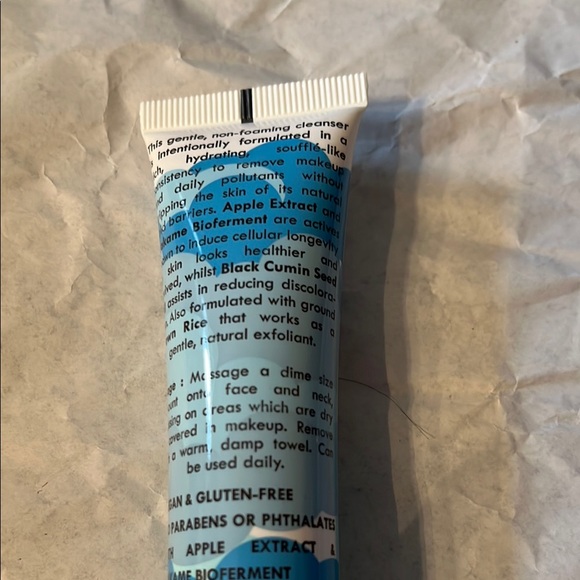 This gentle, non-foaming cleanser
intentionally formulated in a
hydrating, soufflé-like
consistency to remove makeup
daily pollutants without
the skin of its natural
barriers. Apple Extract and
Bioferment are actives
to induce cellular longevity
skin looks healthier and
whilst Black Cumin Seed
assists in reducing discolora-
Also formulated with ground
Rice that works as a
gentle, natural exfoliant.
: Massage a dime size
onto face and neck,
on areas which are dry
in makeup. Remove
a warm, damp towel. Can
be used daily.
& GLUTEN-FREE
PARABENS OR PHTHALATES
APPLE EXTRACT &
BIOFERMENT